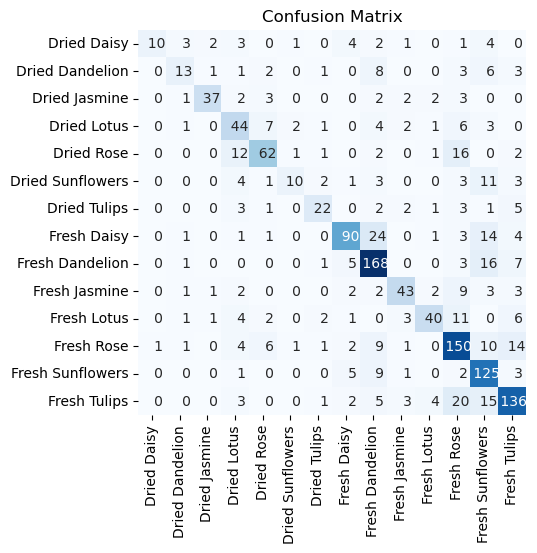 Confusion Matrix
Dried Daisy 10 3 2 3 0 1 0 4 2 1 0 1 4 0
Dried Dandelion 0 13 1 1 2 0 1 0 8 0 0 3 6 3
Dried Jasmine 0 1 37 2 3 0 0 0 2 2 2 3 0 0
Dried Lotus 0 1 0 44 7 2 1 0 4 2 1 6 3 0
Dried Rose 0 0 0 12 62 1 1 0 2 0 1 16 0 2
Dried Sunflowers 0 0 0 4 1 10 2 1 3 0 0 3 11 3
Dried Tulips 0 0 0 3 1 0 22 0 2 2 1 3 1 5
Fresh Daisy 0 1 0 1 1 0 0 90 24 0 1 3 14 4
Fresh Dandelion 0 1 0 0 0 0 1 5 168 0 0 3 16 7
Fresh Jasmine 0 1 1 2 0 0 0 2 2 43 2 9 3 3
Fresh Lotus 0 1 1 4 2 0 2 1 0 3 40 11 0 6
Fresh Rose 1 1 0 4 6 1 1 2 9 1 0 150 10 14
Fresh Sunflowers 0 0 0 1 0 0 0 5 9 1 0 2 125 3
Fresh Tulips 0 0 0 3 0 0 1 2 5 3 4 20 15 136
Dried Daisy
Dried Dandelion
Dried Jasmine
Dried Lotus
Dried Rose
Dried Sunflowers
Dried Tulips
Fresh Daisy
Fresh Dandelion
Fresh Jasmine
Fresh Lotus
Fresh Rose
Fresh Sunflowers
Fresh Tulips